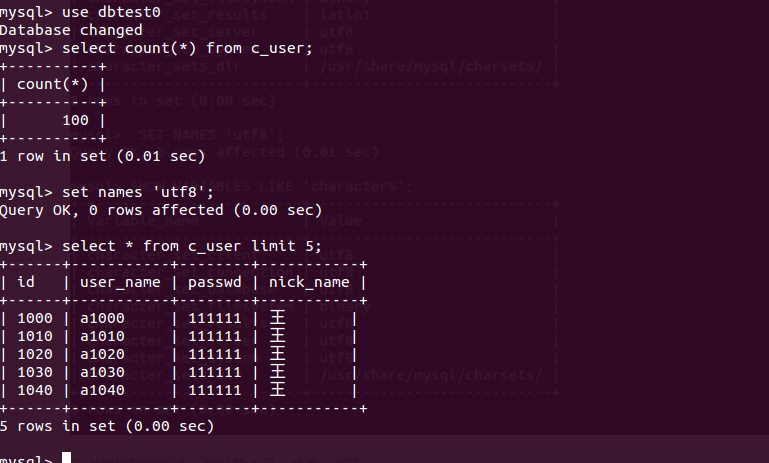 mysql> use dbtest0
Database changed
mysql> select count(*) from c_user;
+----------+
| count(*) |
+----------+
|      100 |
+----------+
1 row in set (0.01 sec)
mysql> set names 'utf8';
Query OK, 0 rows affected (0.00 sec)
mysql> select * from c_user limit 5;
+------+-----------+--------+-----------+
| id   | user_name | passwd | nick_name |
+------+-----------+--------+-----------+
| 1000 | a1000     | 111111 | 王       |
| 1010 | a1010     | 111111 | 王       |
| 1020 | a1020     | 111111 | 王       |
| 1030 | a1030     | 111111 | 王       |
| 1040 | a1040     | 111111 | 王       |
+------+-----------+--------+-----------+
5 rows in set (0.00 sec)
mysql>